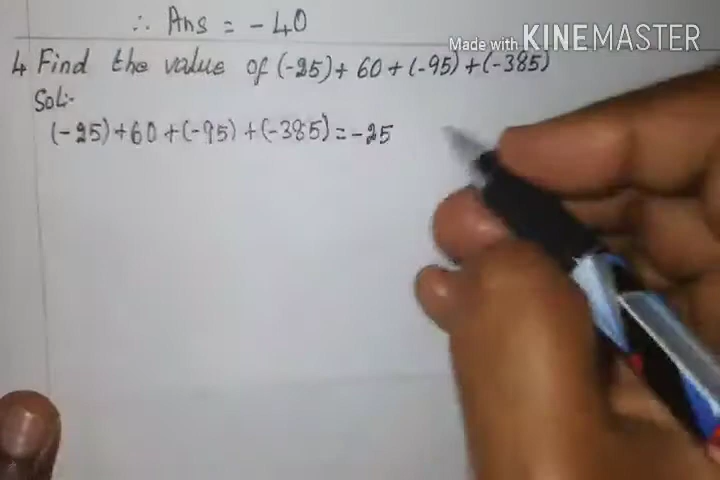 ∴ Ans = - 40
Made with KINEMASTER
4 Find the value of (-25) + 60 + (-95) + (-385)
Sol:-
(-25) + 60 + (-95) + (-385) = -25